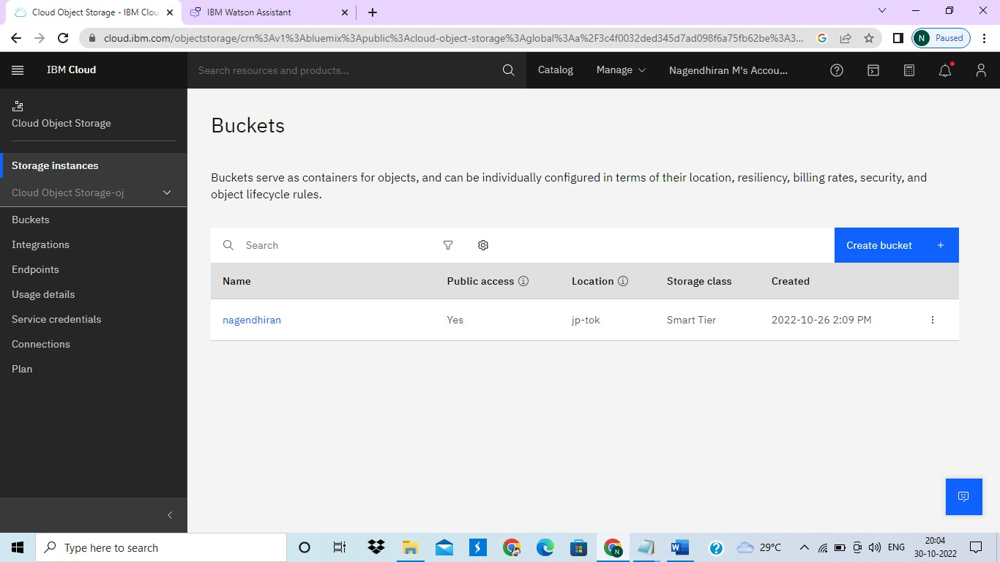 Cloud Object Storage - IBM Clou
IBM Watson Assistant
cloud.ibm.com/objectstorage/crn%3Av1%3Abluemix%3Apublic%3Acloud-object-storage%3Aglobal%3Aa%2F3c4f0032ded345d7ad098f6a75fb62be%3A3...
N Paused
IBM Cloud
Search resources and products...
Catalog
Manage
Nagendhiran M's Accou...
Cloud Object Storage
Storage instances
Cloud Object Storage-oj
Buckets
Integrations
Endpoints
Usage details
Service credentials
Connections
Plan
Buckets
Buckets serve as containers for objects, and can be individually configured in terms of their location, resiliency, billing rates, security, and
object lifecycle rules.
Search
Create bucket +
Name Public access Location Storage class Created
nagendhiran Yes jp-tok Smart Tier 2022-10-26 2:09 PM
Type here to search
29°C
ENG
20:04
30-10-2022